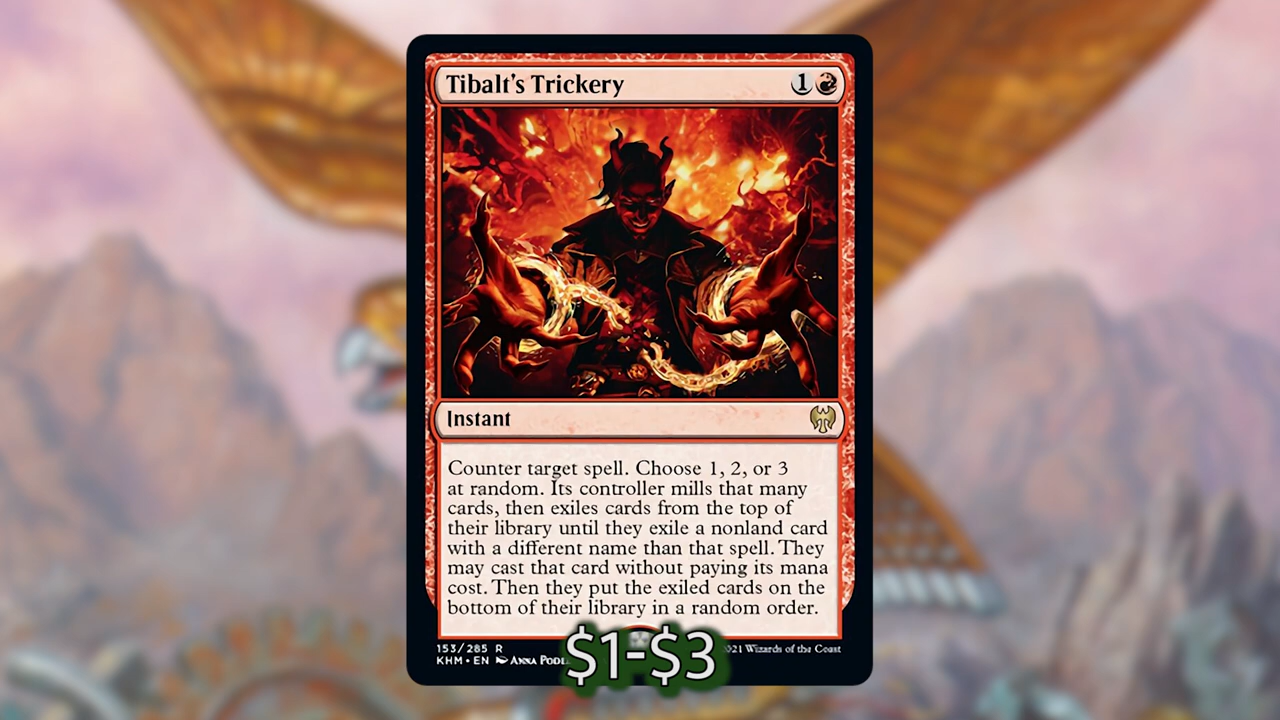 Tibalt's Trickery 1
Instant
Counter target spell. Choose 1, 2, or 3
at random. Its controller mills that many
cards, then exiles cards from the top of
their library until they exile a nonland card
with a different name than that spell. They
may cast that card without paying its mana
cost. Then they put the exiled cards on the
bottom of their library in a random order.
153/285 R
KHM • EN Anna
2021 Wizards of the Coast
$1-$3